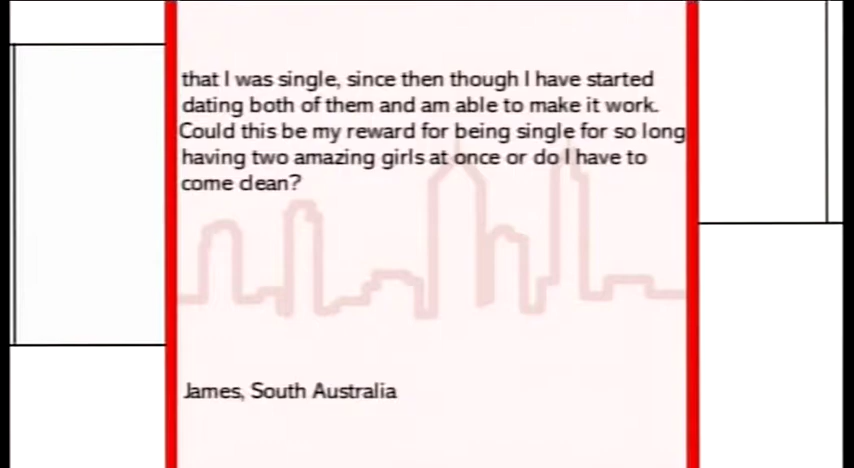 that I was single, since then though I have started
dating both of them and am able to make it work.
Could this be my reward for being single for so long
having two amazing girls at once or do I have to
come clean?
James, South Australia